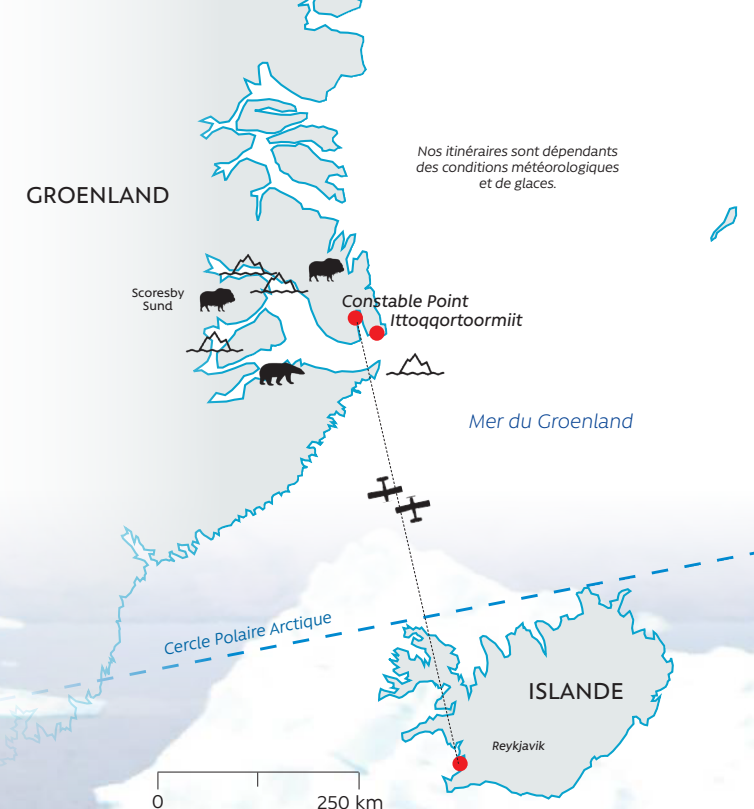 Nos itinéraires sont dépendants
des conditions météorologiques
et de glaces.
GROENLAND
Scoresby
Sund
Constable Point
Ittoqqortoormiit
Mer du Groenland
Cercle Polaire Arctique
ISLANDE
Reykjavik
0
250 km